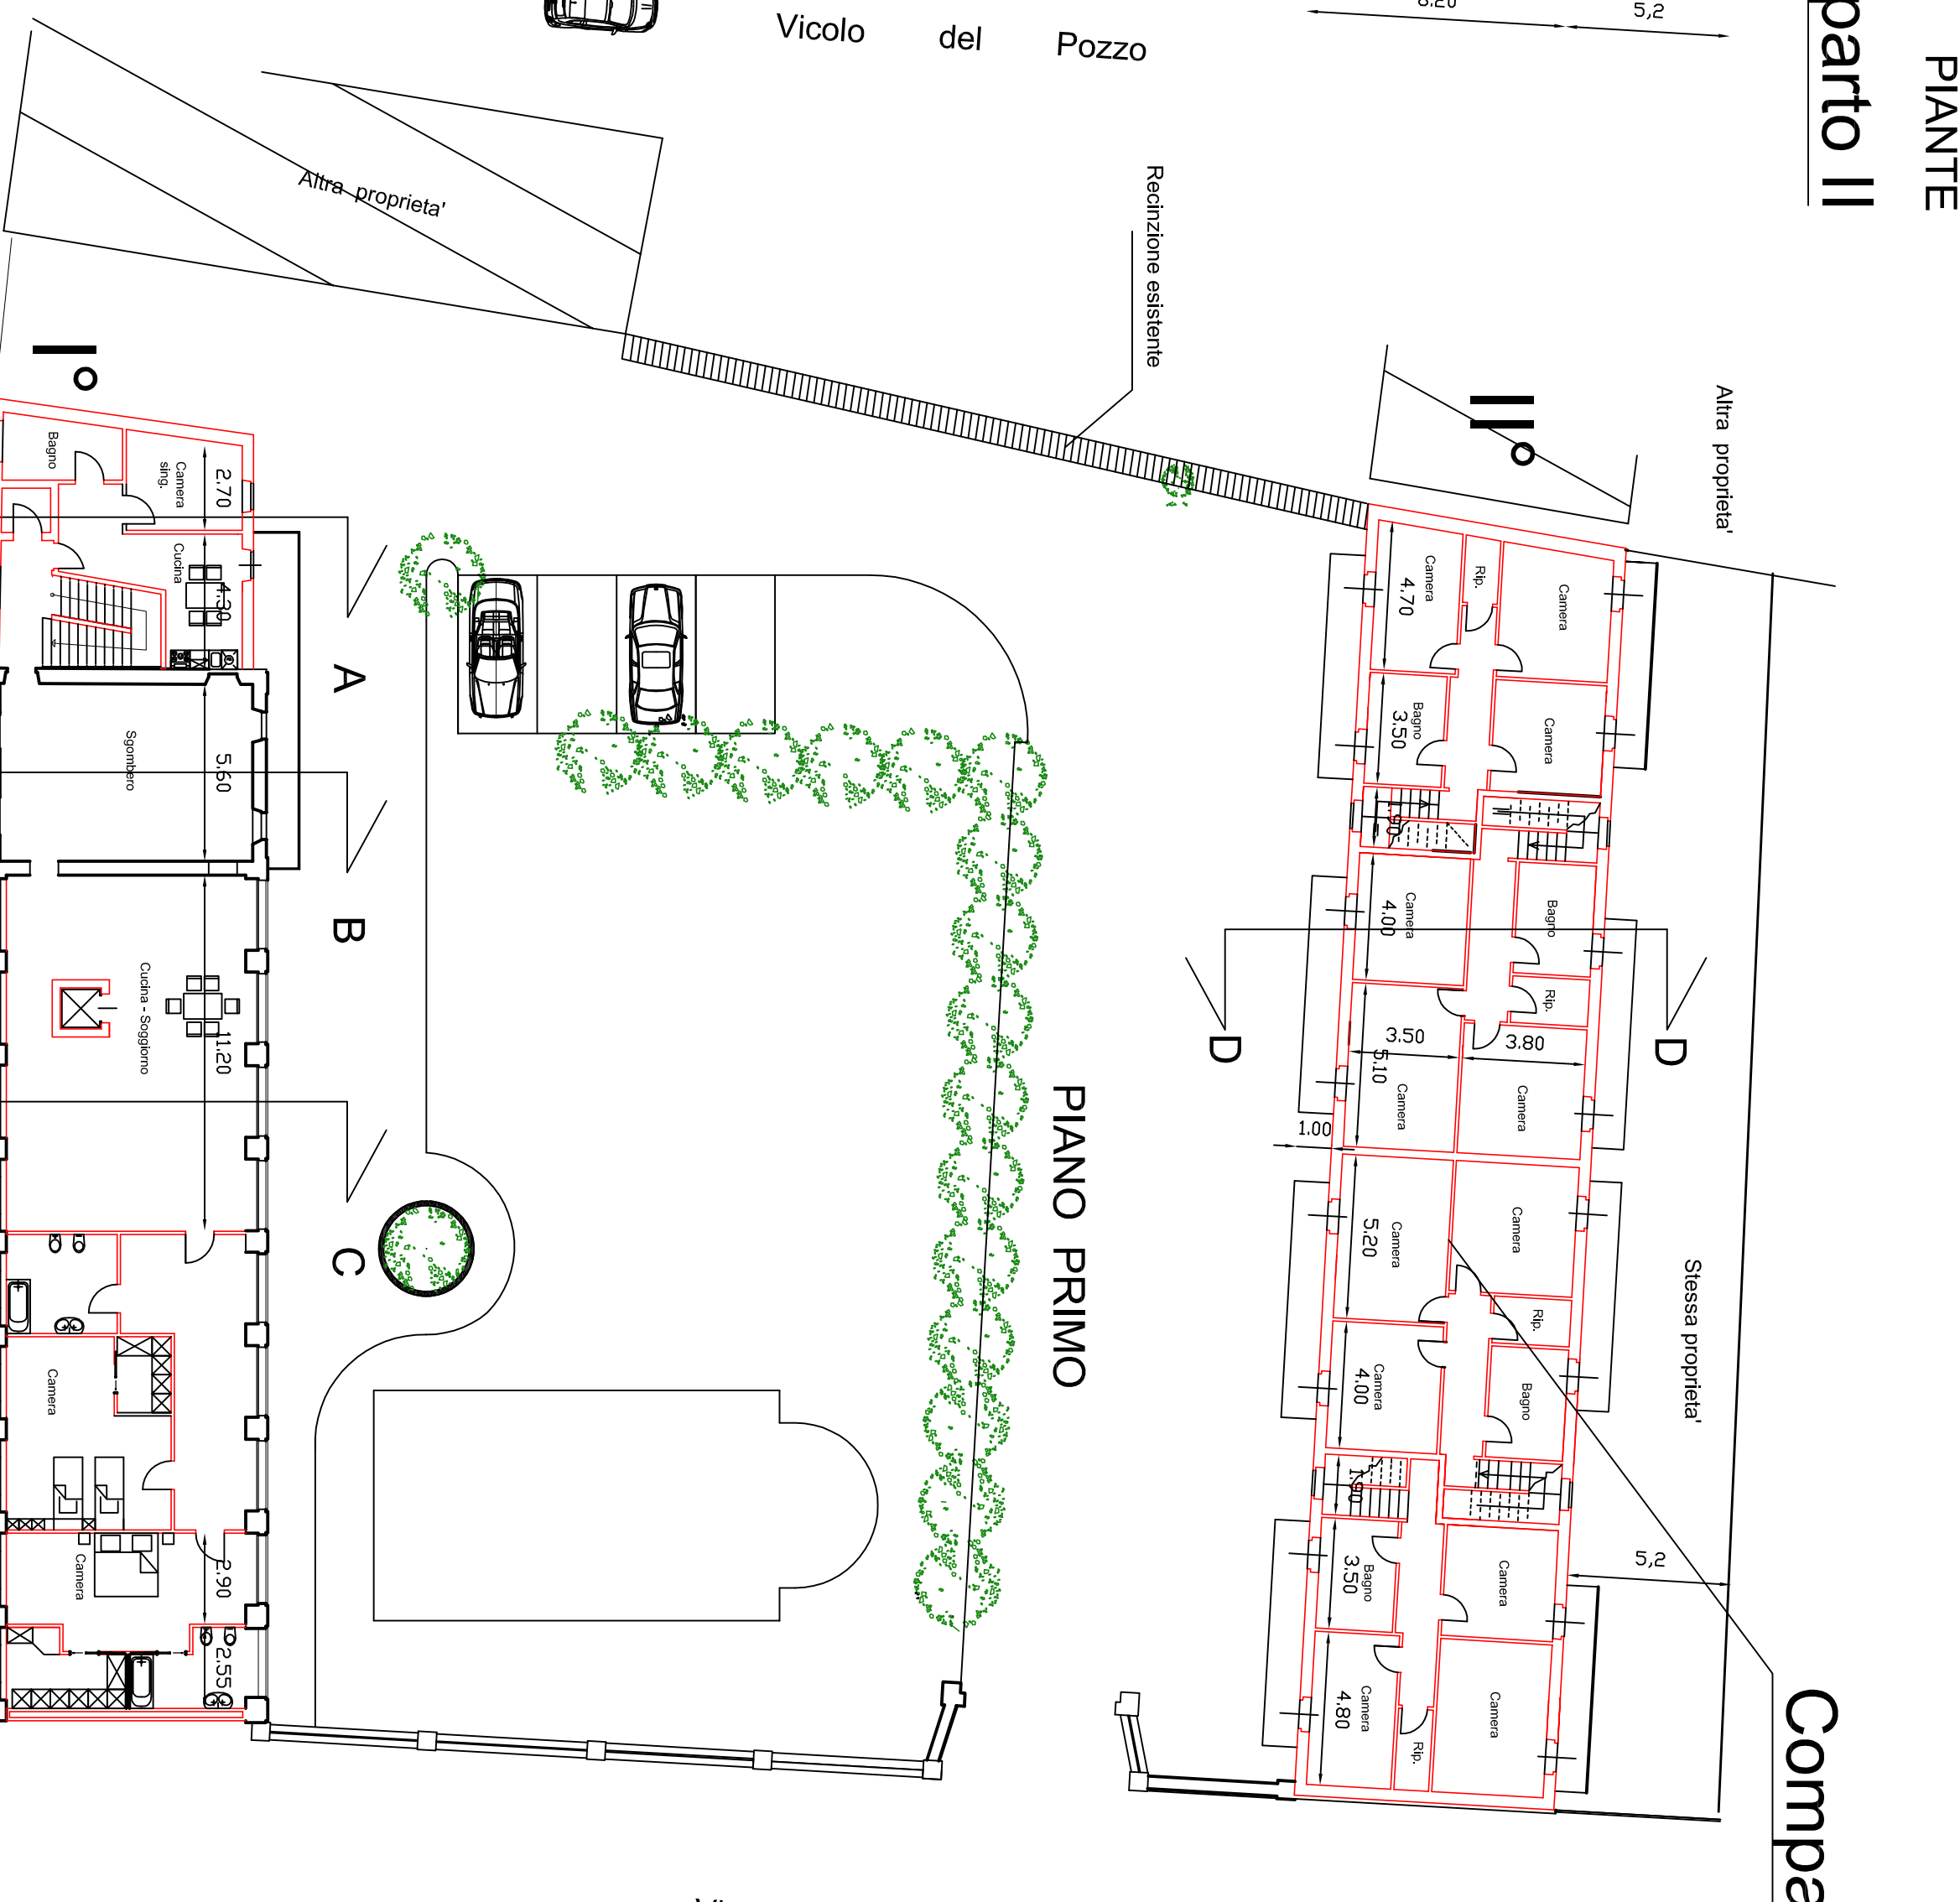 Vicolo del Pozzo
8.20
5,2
PIANTE
parto II
Altra proprieta'
Recinzione esistente
Altra proprieta'
I°
II°
Bagno
Camera
sing.
2.70
Cucina
4.30
Sgombero
5.60
Cucina - Soggiorno
11.20
Camera
Camera
2.90
2.55
A
B
C
PIANO PRIMO
D
D
Camera
4.70
Rip.
Camera
Bagno
3.50
Camera
1.90
Camera
4.00
Bagno
Rip.
3.50
3.80
5.10
Camera
Camera
1.00
Camera
5.20
Camera
Rip.
Camera
4.00
Bagno
1.90
Bagno
3.50
Camera
Camera
4.80
Rip.
Camera
5,2
Stessa proprieta'
Compa